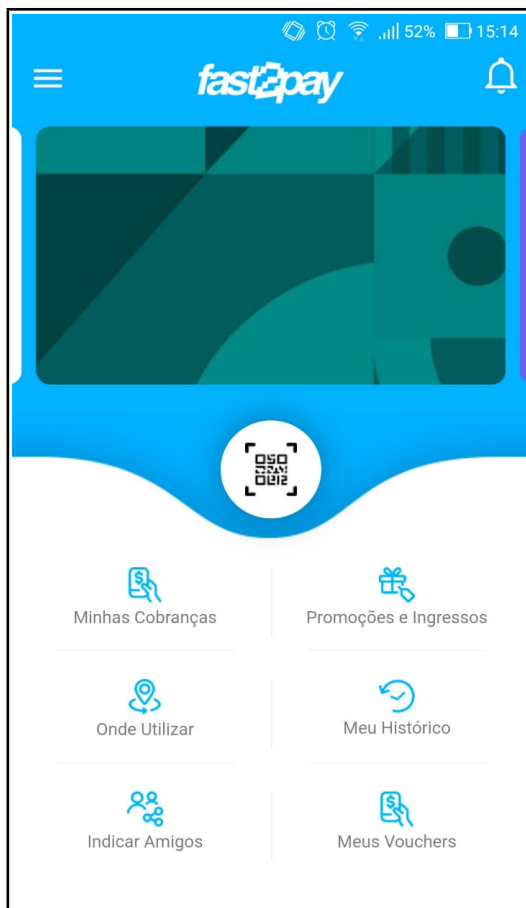 52% 15:14
fast2pay
Minhas Cobranças
Promoções e Ingressos
Onde Utilizar
Meu Histórico
Indicar Amigos
Meus Vouchers